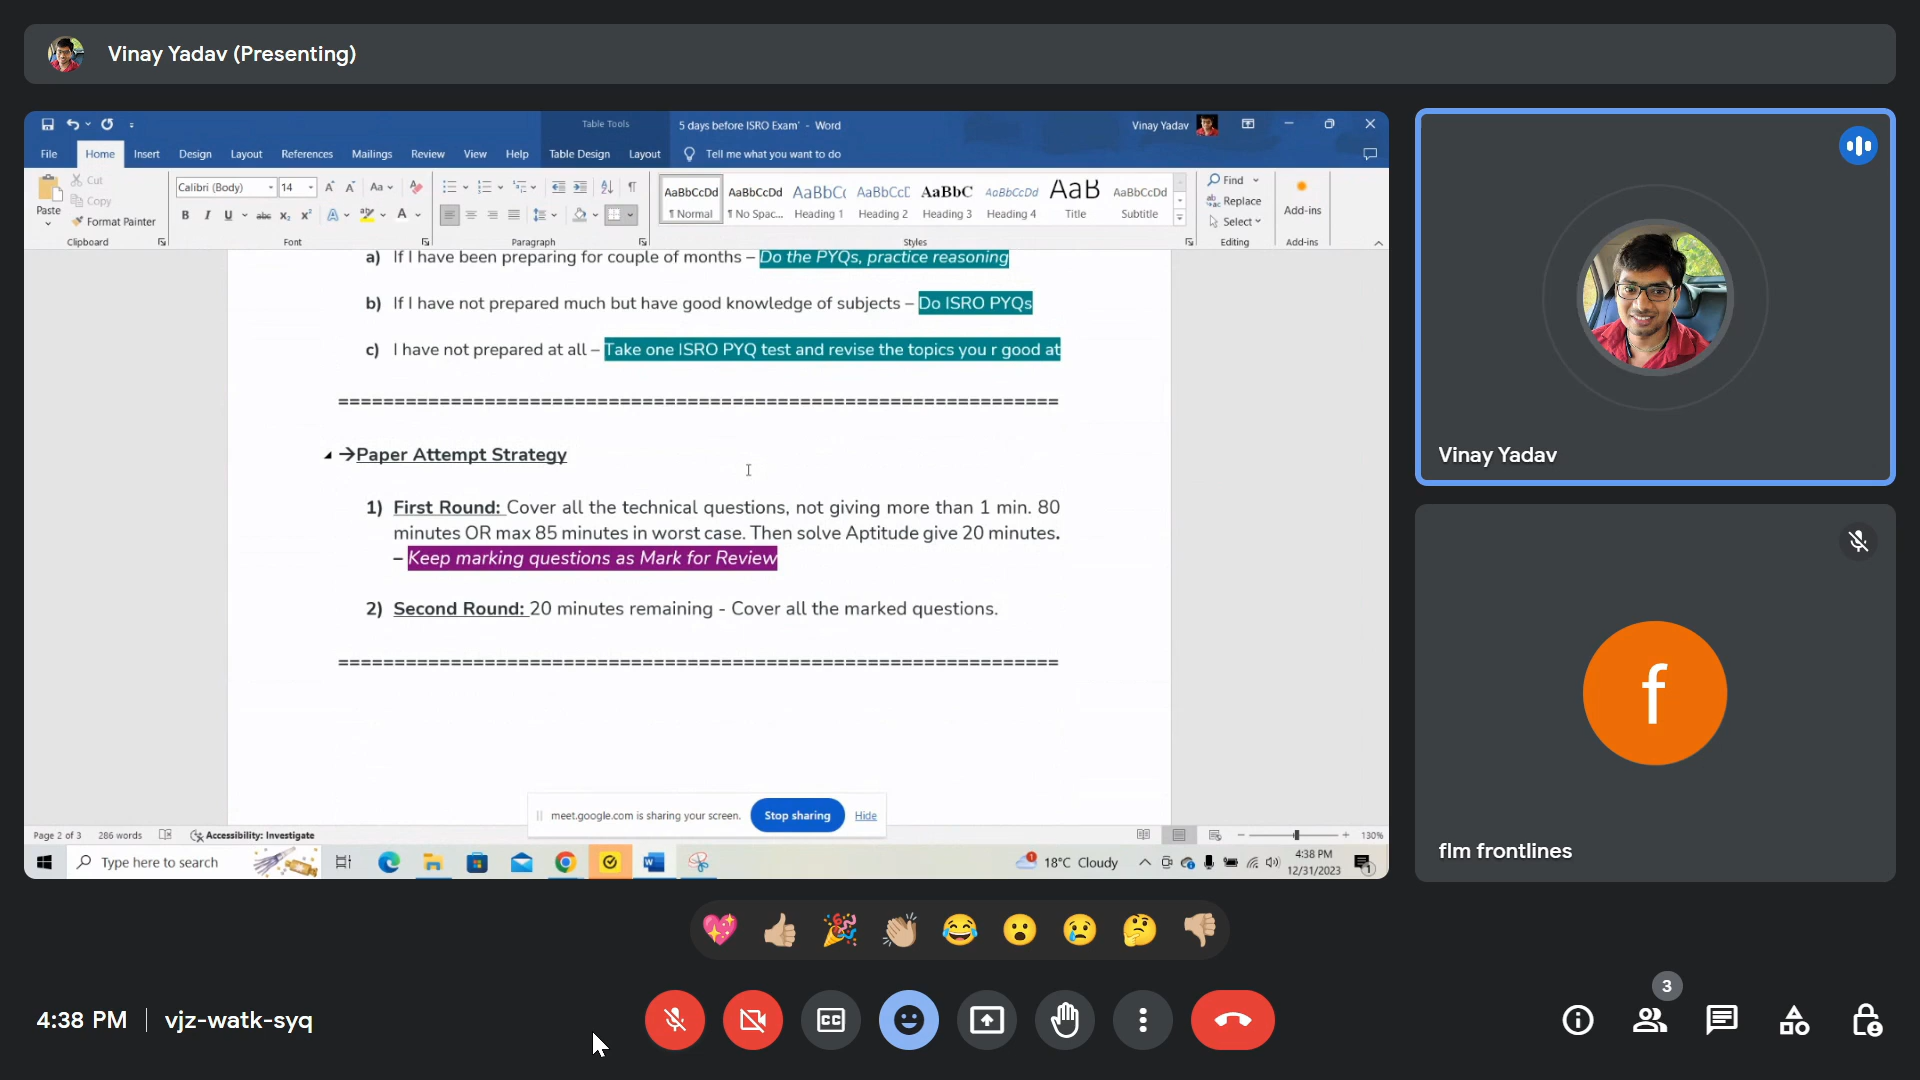 Vinay Yadav (Presenting)
Table Tools
5 days before ISRO Exam' - Word
Vinay Yadav
File Home Insert Design Layout References Mailings Review View Help Table Design Layout Tell me what you want to do
Paste
Cut
Copy
Format Painter
Calibri (Body) 14
AaBbCcDd AaBbCcDd AaBbCc AaBbCcD AaBbC AaBbCcDd AaB AaBbCcDd
¶ Normal ¶ No Spac... Heading 1 Heading 2 Heading 3 Heading 4 Title Subtitle
Find
Replace
Select
Add-ins
Clipboard Font Paragraph Styles Editing Add-ins
a) If I have been preparing for couple of months – Do the PYQs, practice reasoning
b) If I have not prepared much but have good knowledge of subjects – Do ISRO PYQs
c) I have not prepared at all – Take one ISRO PYQ test and revise the topics you r good at
================================================================
→Paper Attempt Strategy
1) First Round: Cover all the technical questions, not giving more than 1 min. 80
minutes OR max 85 minutes in worst case. Then solve Aptitude give 20 minutes.
– Keep marking questions as Mark for Review
2) Second Round: 20 minutes remaining - Cover all the marked questions.
================================================================
meet.google.com is sharing your screen. Stop sharing Hide
Page 2 of 3 286 words Accessibility: Investigate 130%
Type here to search
18°C Cloudy
4:38 PM
12/31/2023
Vinay Yadav
f
flm frontlines
3
4:38 PM | vjz-watk-syq